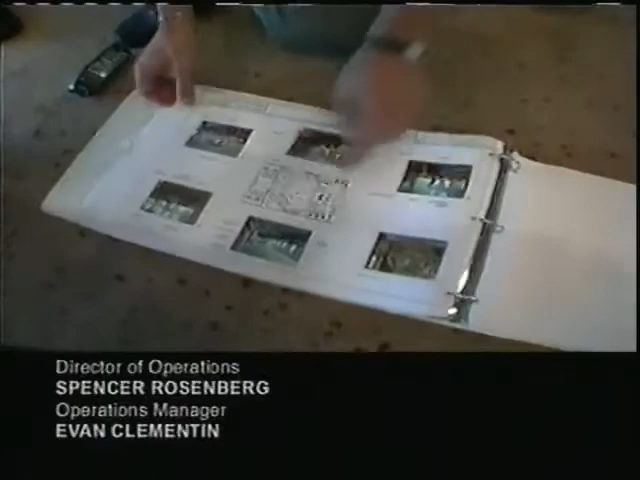 Director of Operations
SPENCER ROSENBERG
Operations Manager
EVAN CLEMENTIN